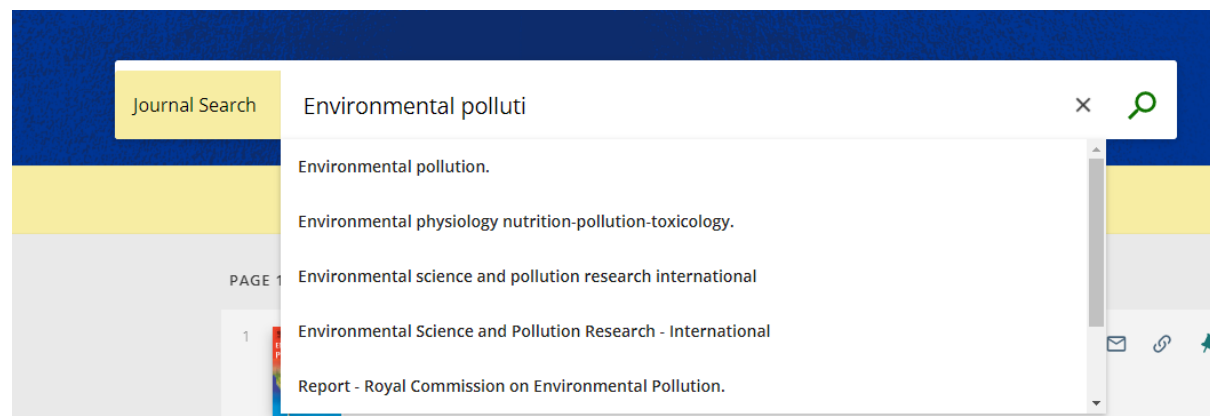 Journal Search
Environmental polluti
Environmental pollution.
Environmental physiology nutrition-pollution-toxicology.
Environmental science and pollution research international
PAGE 1
Environmental Science and Pollution Research - International
1
Report - Royal Commission on Environmental Pollution.